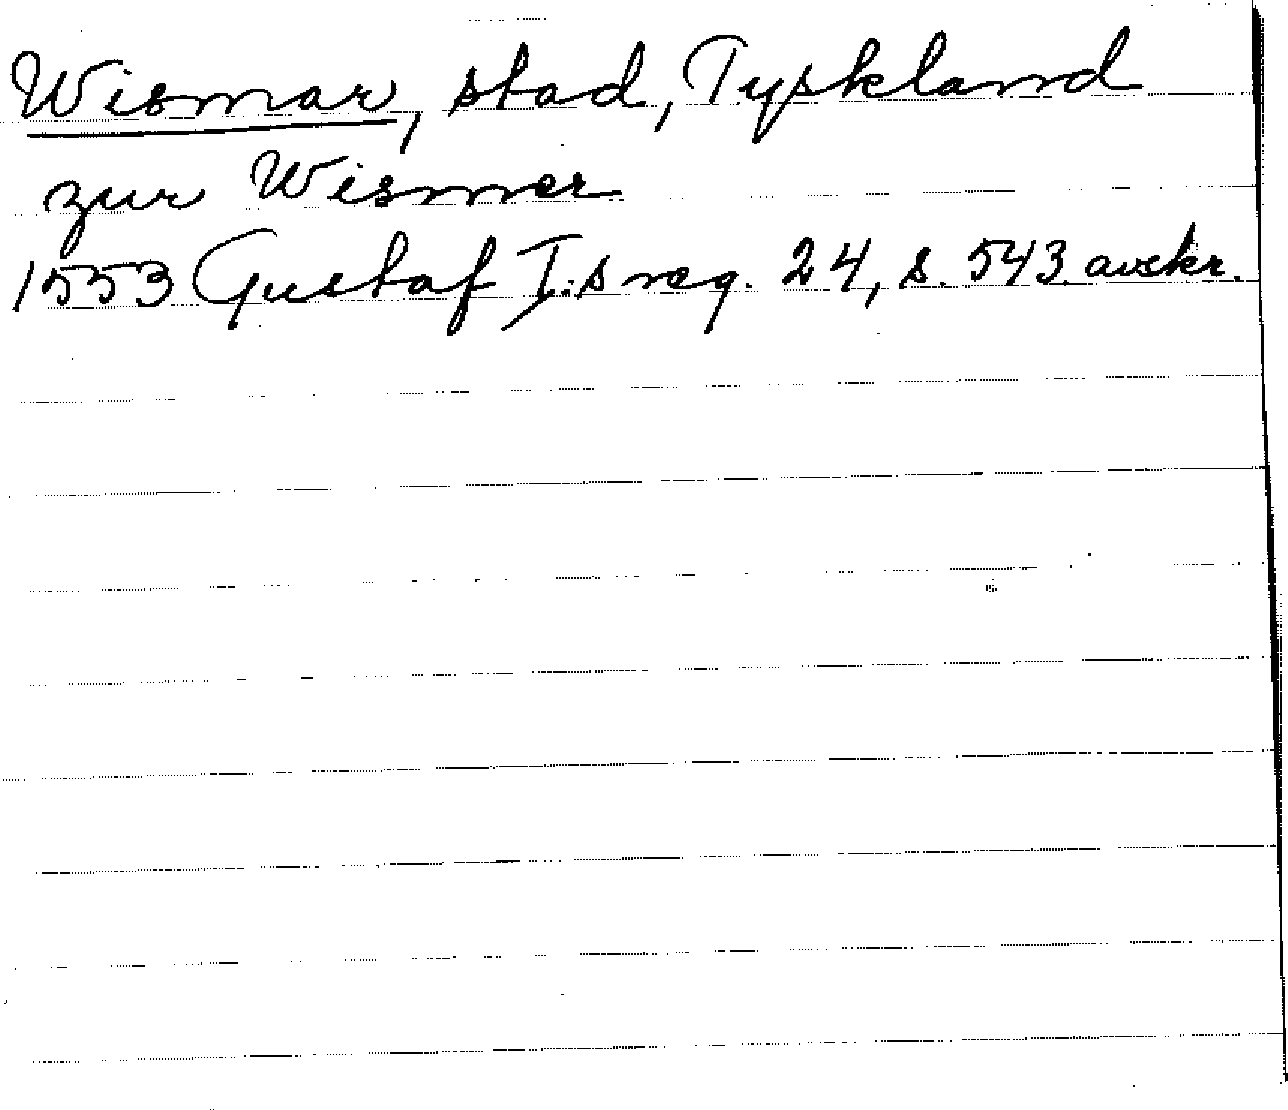 Wismar, stad, Tyskland
zur Wismer
1553 Gustaf I:s reg. 24, s. 543 avskr.